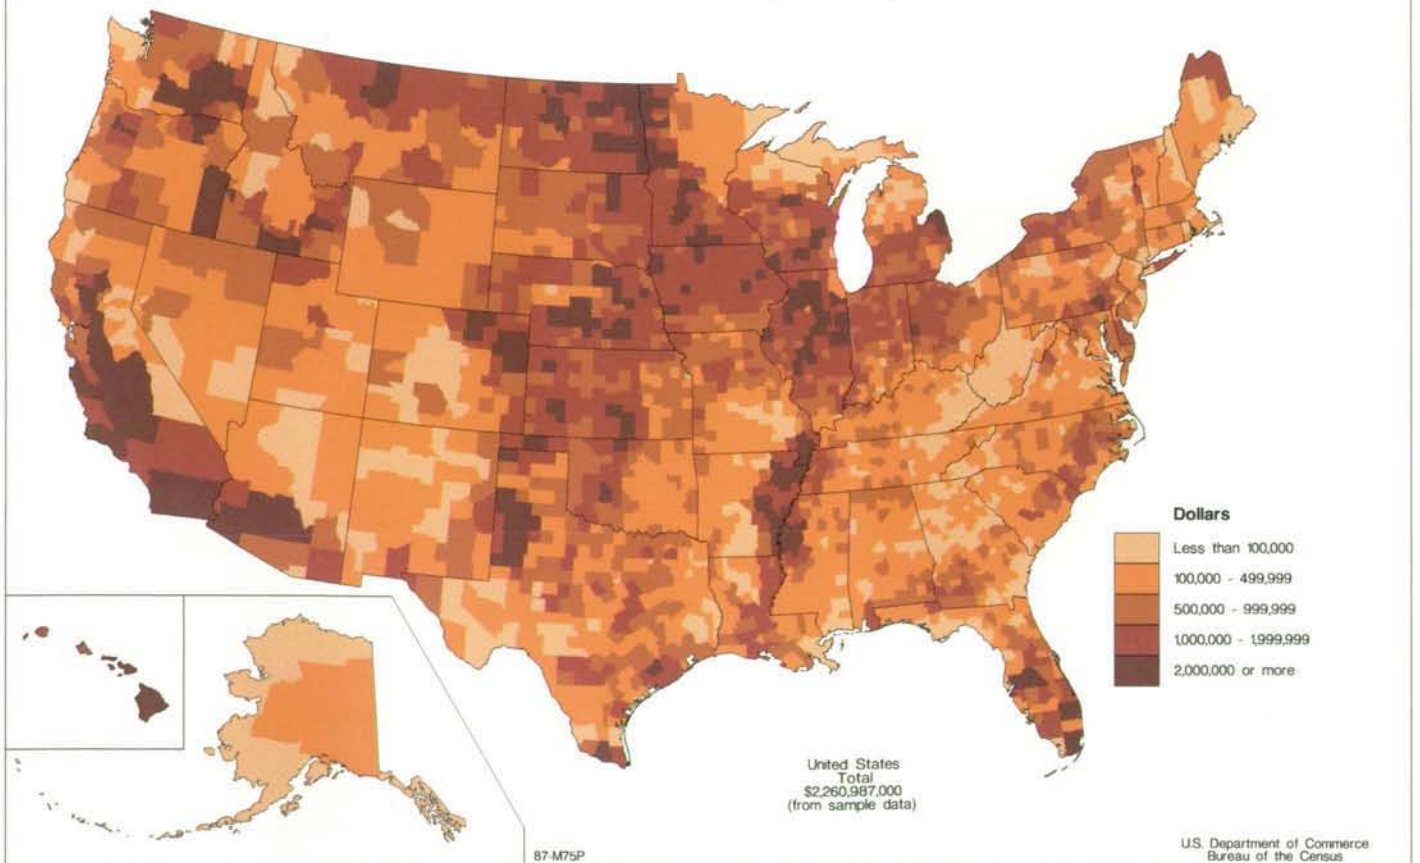 Dollars
Less than 100,000
100,000 - 499,999
500,000 - 999,999
1,000,000 - 1,999,999
2,000,000 or more
United States
Total
$2,260,987,000
(from sample data)
87-M75P
U.S. Department of Commerce
Bureau of the Census